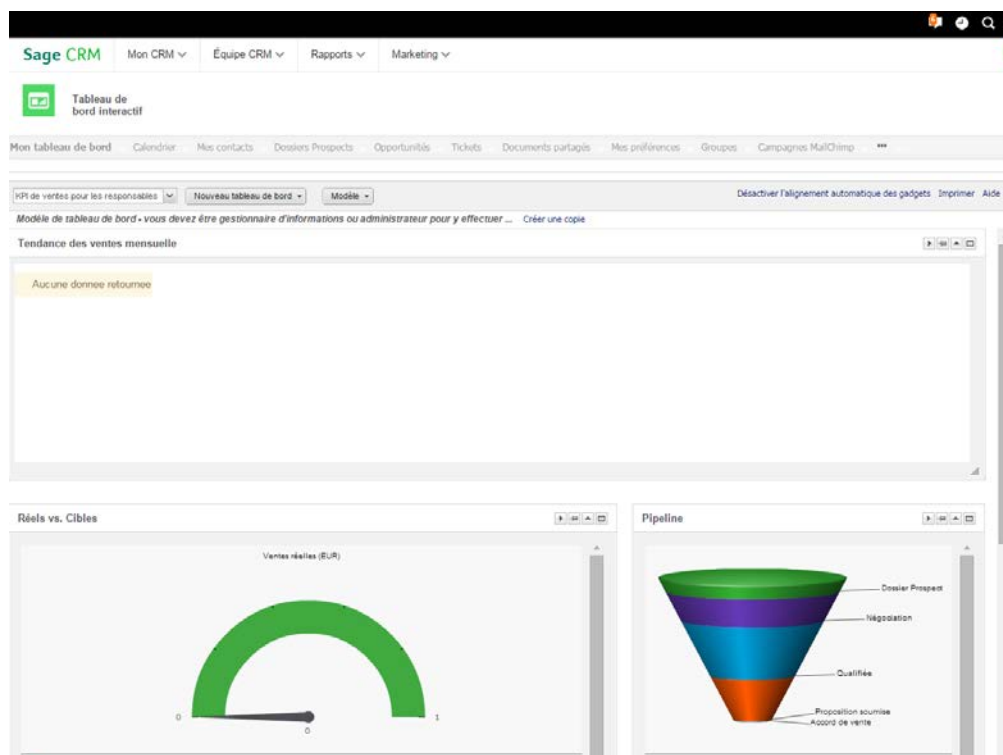 Sage CRM Mon CRM Équipe CRM Rapports Marketing
Tableau de
bord interactif
Mon tableau de bord Calendrier Mes contacts Dossiers Prospects Opportunités Tickets Documents partagés Mes préférences Groupes Campagnes MailChimp •••
KPI de ventes pour les responsables Nouveau tableau de bord Modèle Désactiver l'alignement automatique des gadgets Imprimer Aide
Modèle de tableau de bord - vous devez être gestionnaire d'informations ou administrateur pour y effectuer ... Créer une copie
Tendance des ventes mensuelle
Aucune donnee retournee
Réels vs. Cibles
Ventes réelles (EUR)
0
0
1
Pipeline
Dossier Prospect
Négociation
Qualifiée
Proposition soumise
Accord de vente